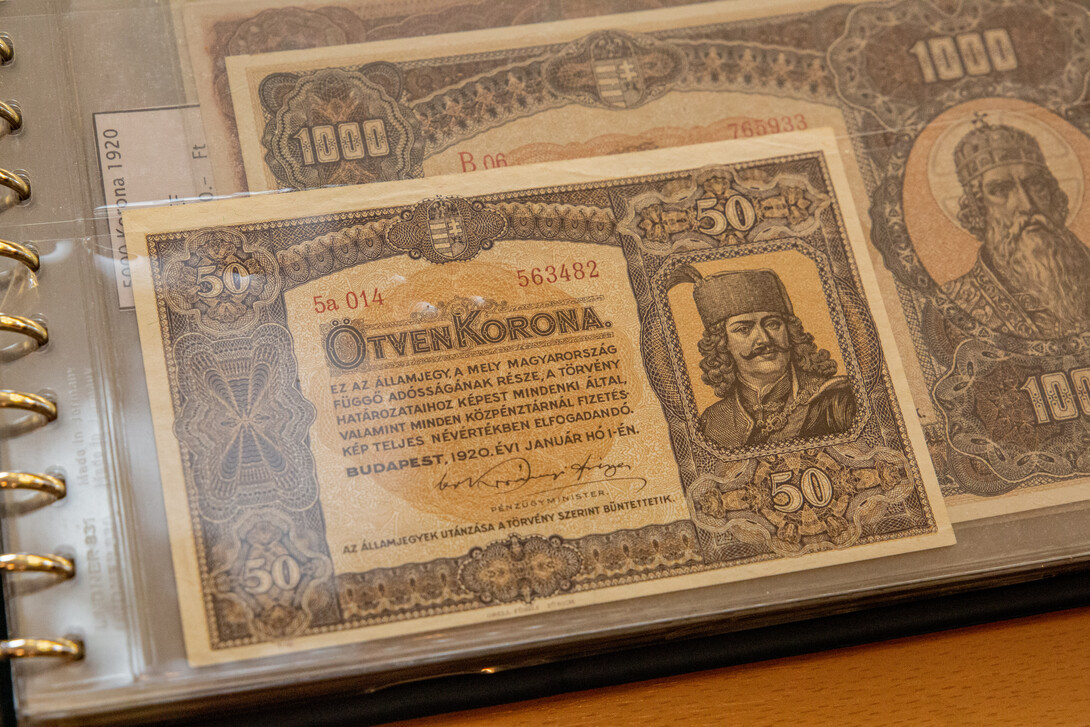 1000
1000
B 06
765933
5000 Korona 1920
Ft
50
50
5a 014
563482
ÖTVEN KORONA.
EZ AZ ÁLLAMJEGY, A MELY MAGYARORSZÁG
FÜGGŐ ADÓSSÁGÁNAK RÉSZE, A TÖRVÉNY
HATÁROZATAIHOZ KÉPEST MINDENKI ÁLTAL,
VALAMINT MINDEN KÖZPÉNZTÁRNÁL FIZETÉS-
KÉP TELJES NÉVÉRTÉKBEN ELFOGADANDÓ.
BUDAPEST, 1920. ÉVI JANUÁR HÓ 1-ÉN.
PÉNZÜGYMINISTER.
AZ ÁLLAMJEGYEK UTÁNZÁSA A TÖRVÉNY SZERINT BÜNTETTETIK.
50
50